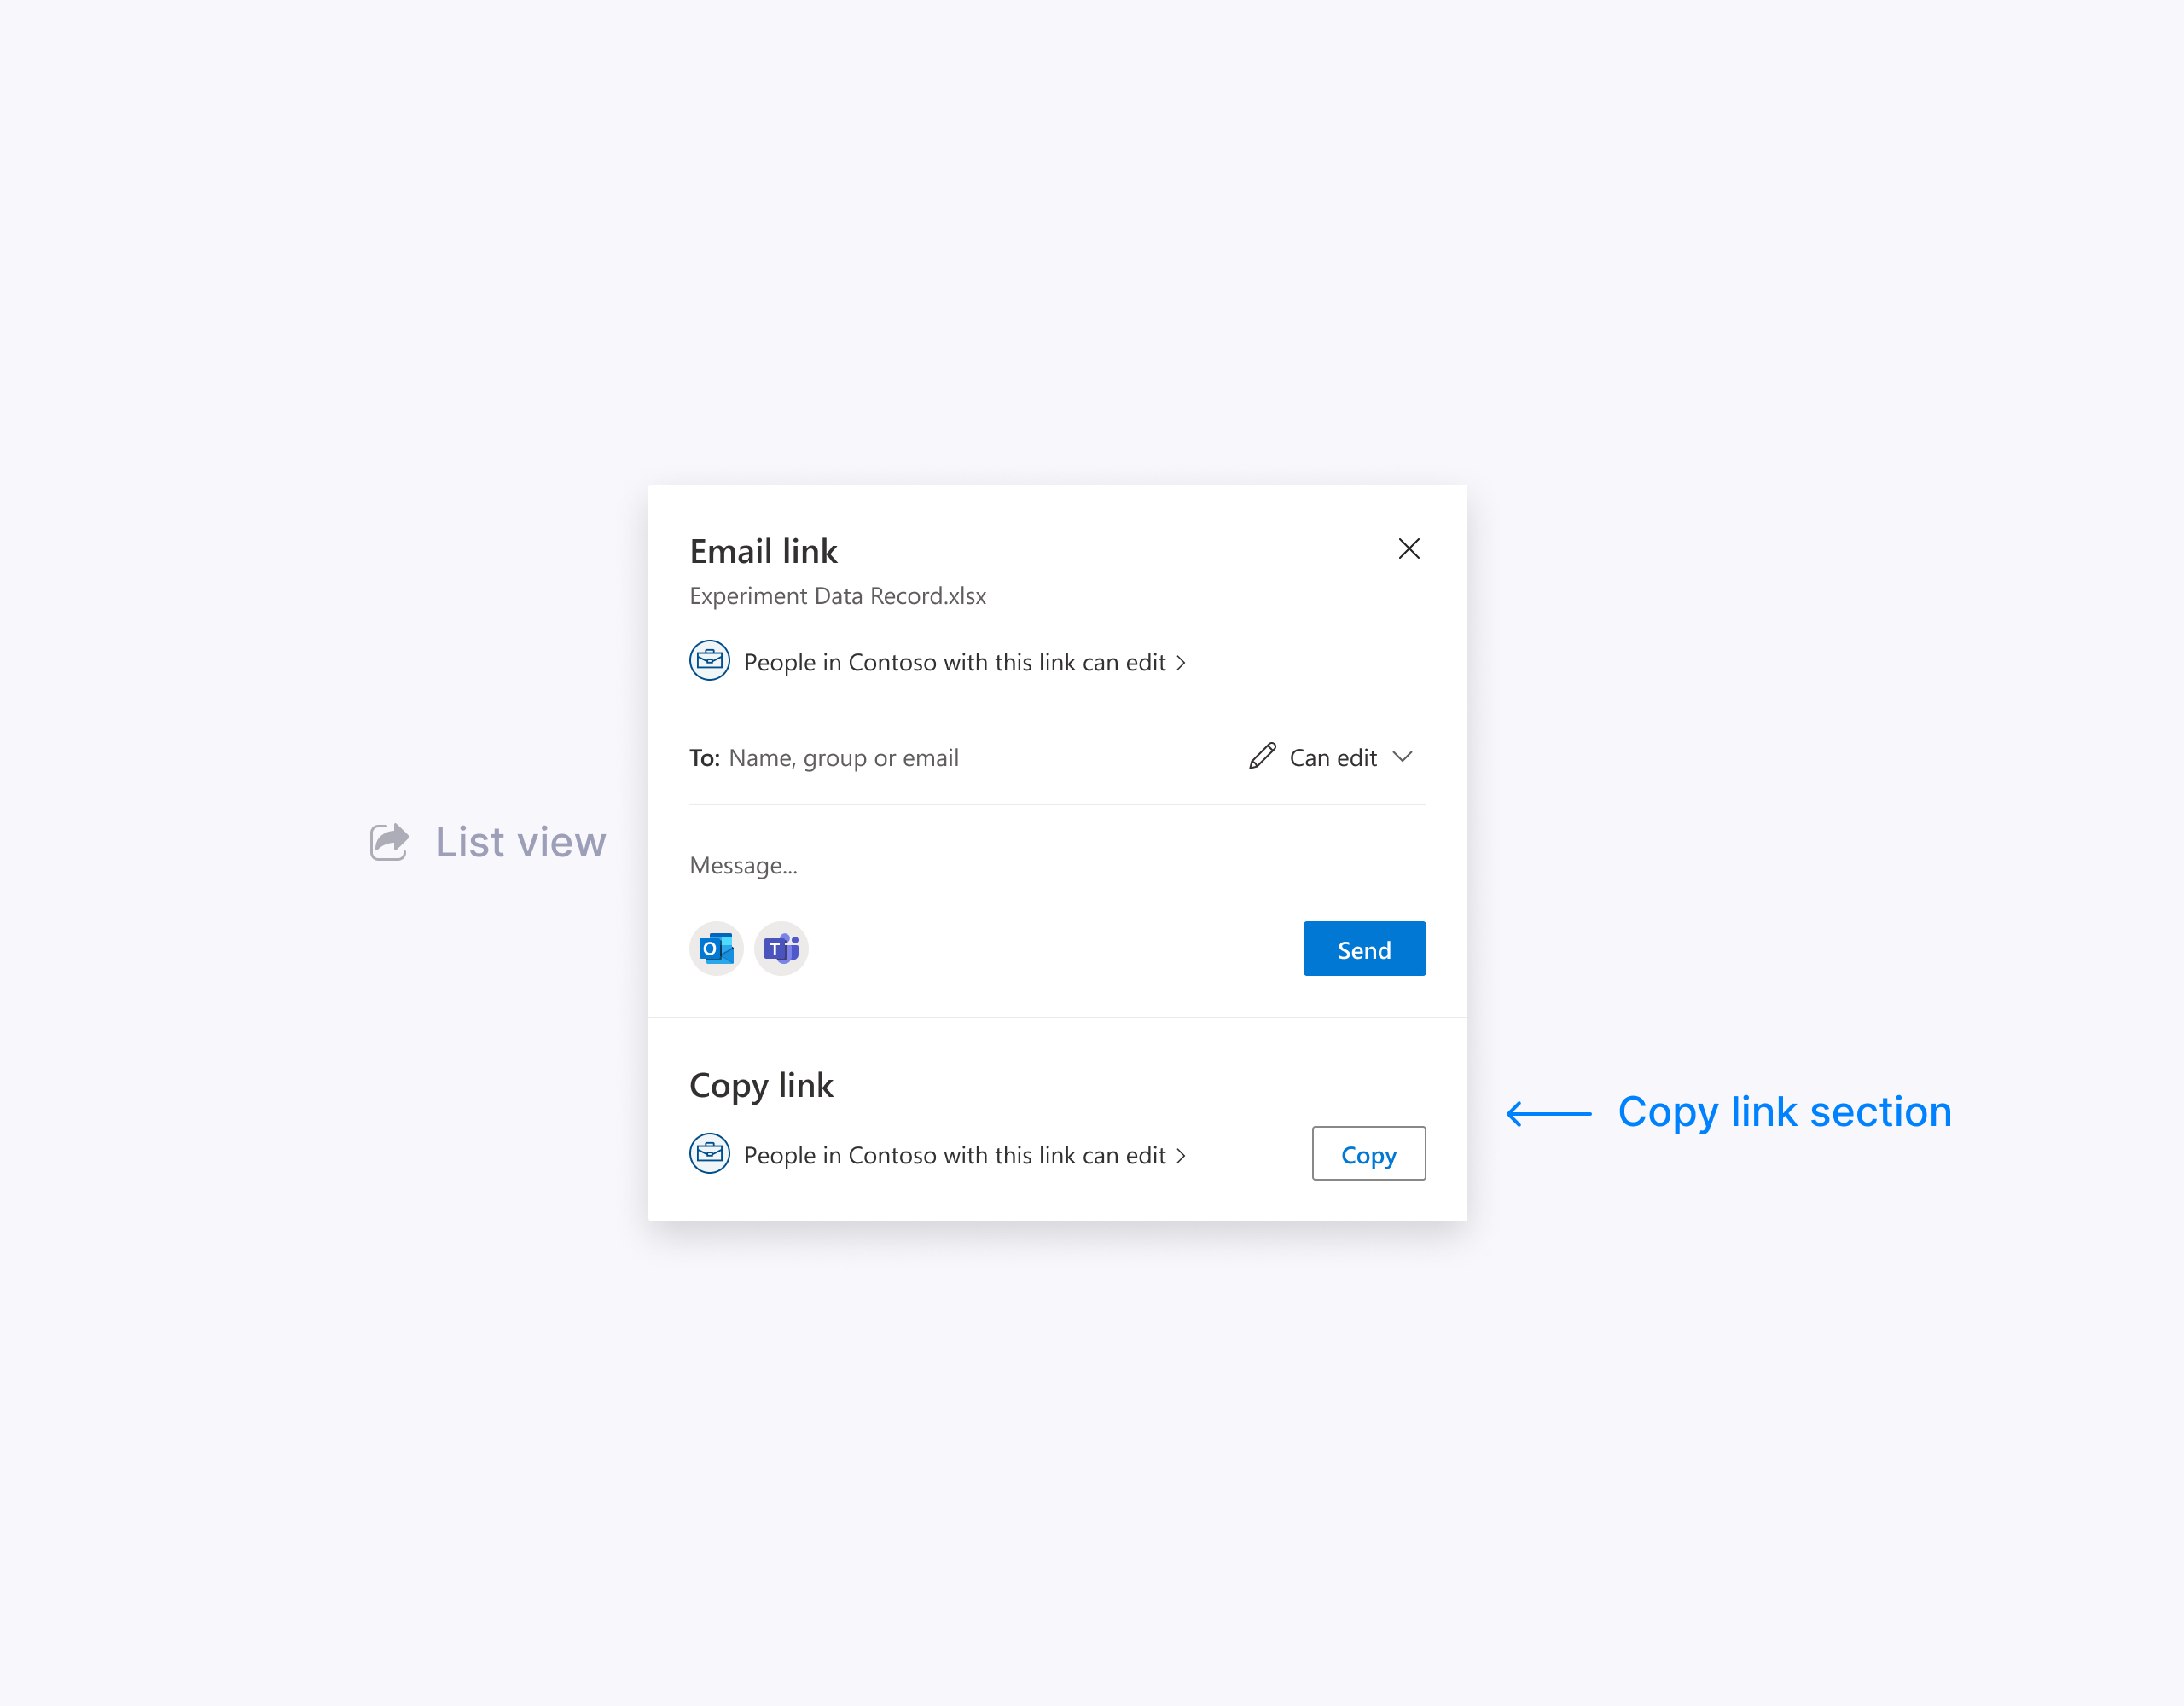 Email link
Experiment Data Record.xlsx
People in Contoso with this link can edit
To: Name, group or email
Can edit
List view
Message...
O
T
Send
Copy link
Copy link section
People in Contoso with this link can edit
Copy